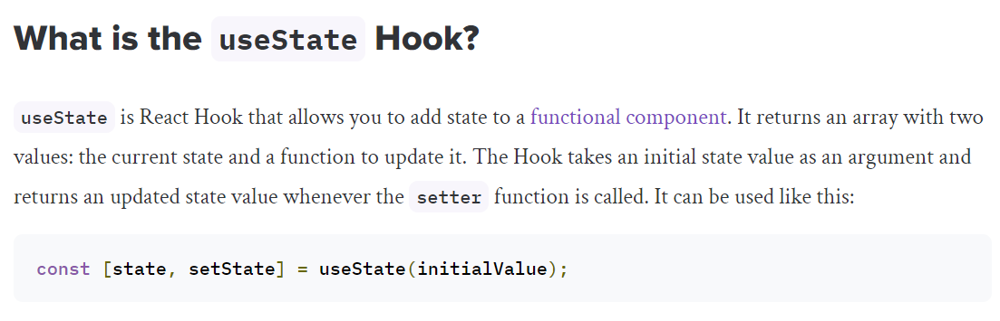 What is the useState Hook?
useState is React Hook that allows you to add state to a functional component. It returns an array with two
values: the current state and a function to update it. The Hook takes an initial state value as an argument and
returns an updated state value whenever the setter function is called. It can be used like this:
const [state, setState] = useState(initialValue);